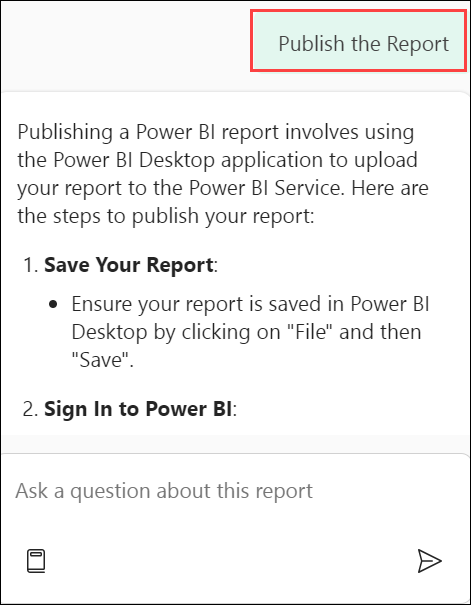 Publish the Report
Publishing a Power BI report involves using
the Power BI Desktop application to upload
your report to the Power BI Service. Here are
the steps to publish your report:
1. Save Your Report:
• Ensure your report is saved in Power BI
Desktop by clicking on "File" and then
"Save".
2. Sign In to Power BI:
Ask a question about this report